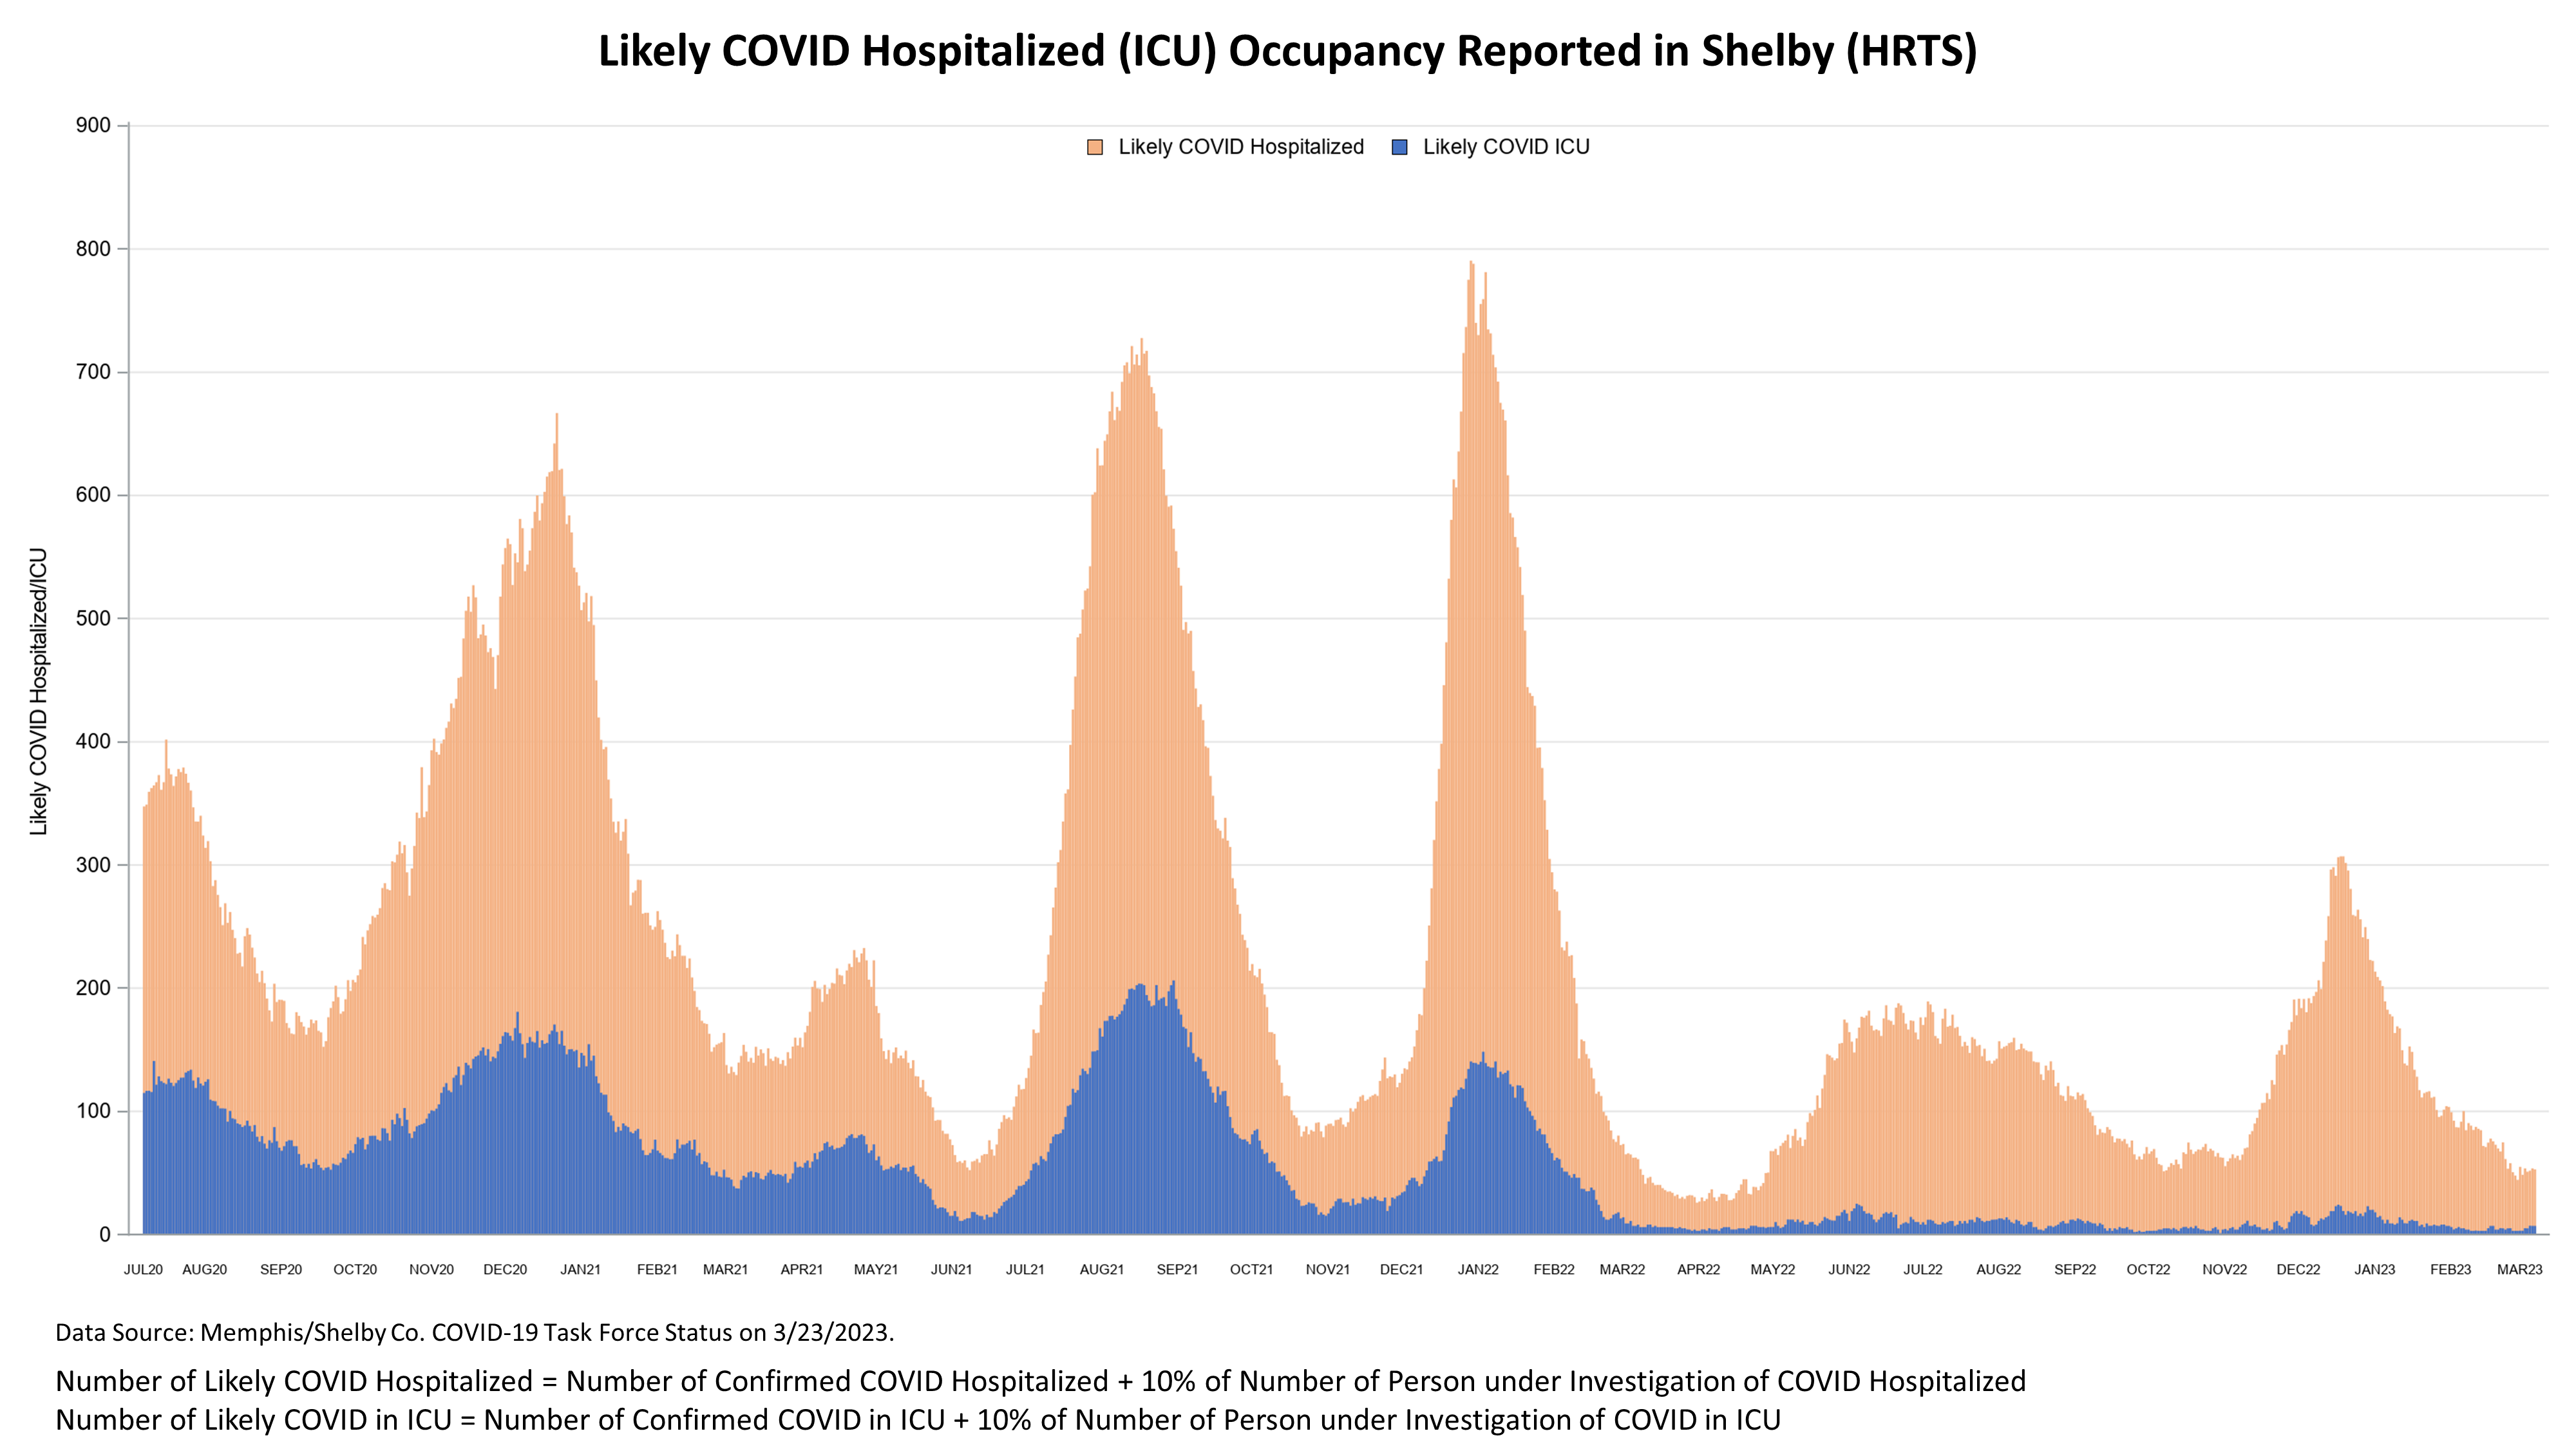 Likely COVID Hospitalized (ICU) Occupancy Reported in Shelby (HRTS)
Likely COVID Hospitalized
Likely COVID ICU
Likely COVID Hospitalized/ICU
900
800
700
600
500
400
300
200
100
0
JUL20 AUG20 SEP20 OCT20 NOV20 DEC20 JAN21 FEB21 MAR21 APR21 MAY21 JUN21 JUL21 AUG21 SEP21 OCT21 NOV21 DEC21 JAN22 FEB22 MAR22 APR22 MAY22 JUN22 JUL22 AUG22 SEP22 OCT22 NOV22 DEC22 JAN23 FEB23 MAR23
Data Source: Memphis/Shelby Co. COVID-19 Task Force Status on 3/23/2023.
Number of Likely COVID Hospitalized = Number of Confirmed COVID Hospitalized + 10% of Number of Person under Investigation of COVID Hospitalized
Number of Likely COVID in ICU = Number of Confirmed COVID in ICU + 10% of Number of Person under Investigation of COVID in ICU